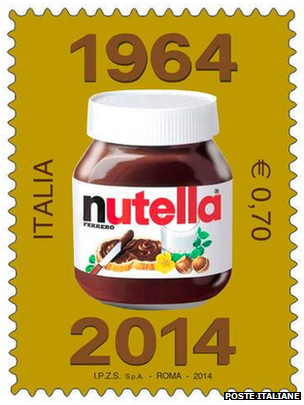 1964
ITALIA
€ 0,70
nutella®
FERRERO
2014
I.P.Z.S. S.p.A. - ROMA - 2014
POSTE ITALIANE